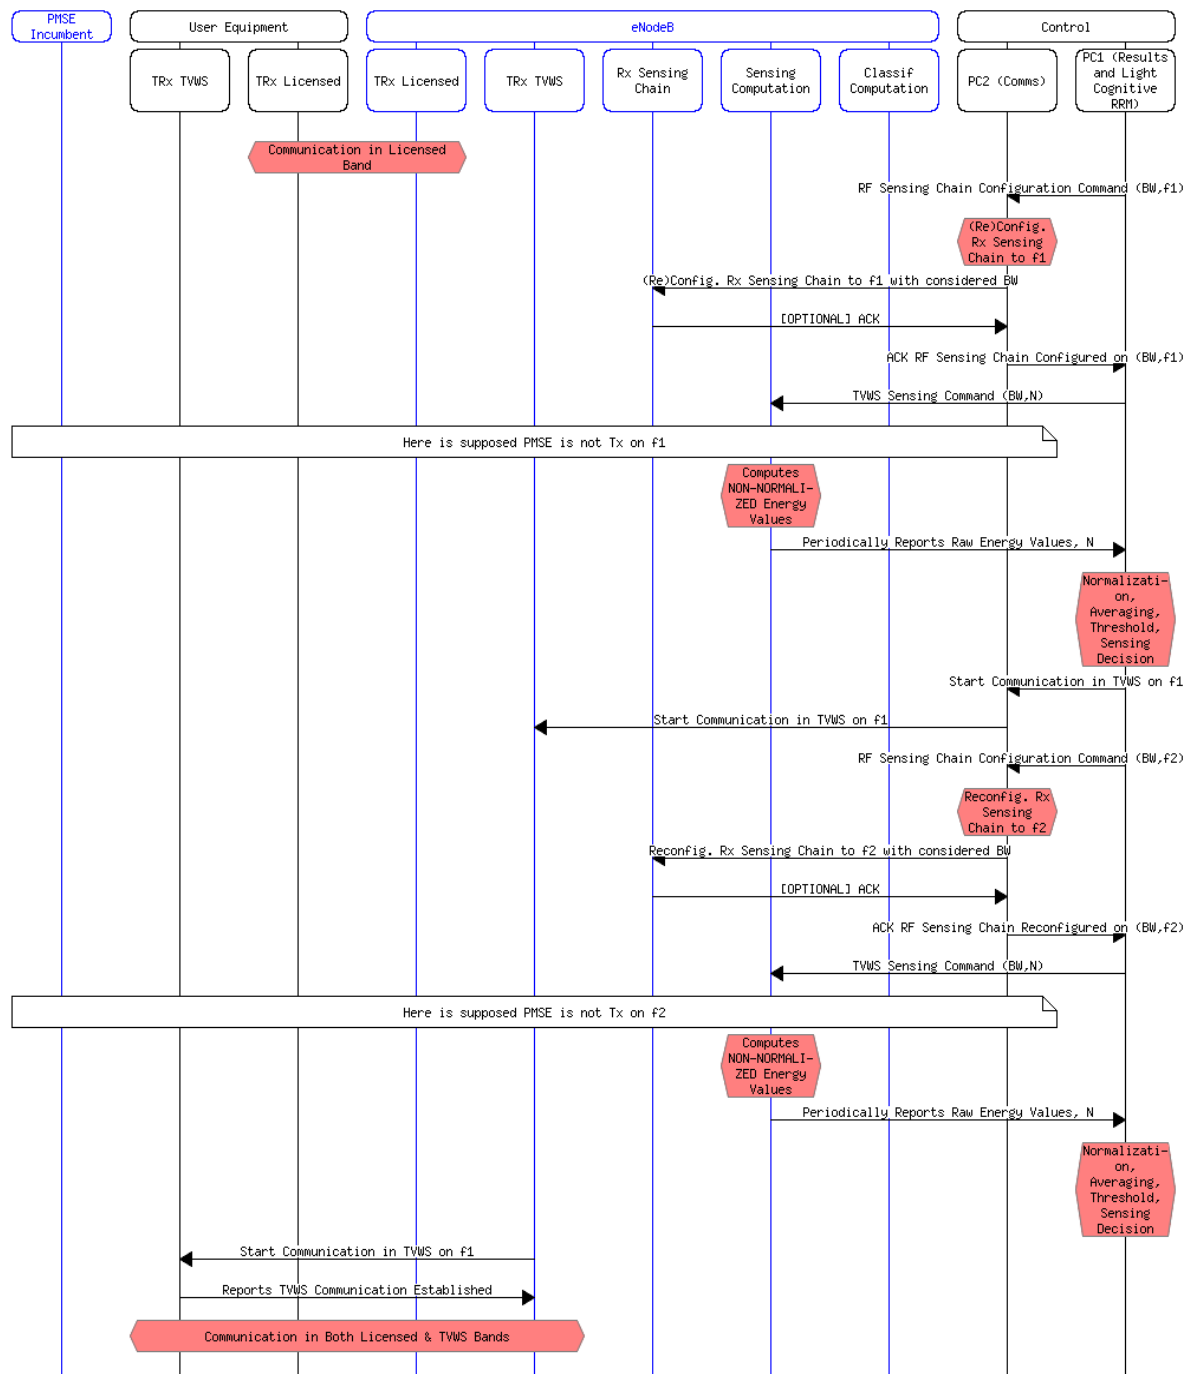 PMSE
Incumbent
User Equipment
eNodeB
Control
TRx TVWS
TRx Licensed
TRx Licensed
TRx TVWS
Rx Sensing
Chain
Sensing
Computation
Classif
Computation
PC2 (Comms)
PC1 (Results
and Light
Cognitive
RRM)
Communication in Licensed
Band
RF Sensing Chain Configuration Command (BW,f1)
(Re)Config.
Rx Sensing
Chain to f1
(Re)Config. Rx Sensing Chain to f1 with considered BW
[OPTIONAL] ACK
ACK RF Sensing Chain Configured on (BW,f1)
TVWS Sensing Command (BW,N)
Here is supposed PMSE is not Tx on f1
Computes
NON-NORMALI-
ZED Energy
Values
Periodically Reports Raw Energy Values, N
Normalizati-
on,
Averaging,
Threshold,
Sensing
Decision
Start Communication in TVWS on f1
Start Communication in TVWS on f1
RF Sensing Chain Configuration Command (BW,f2)
Reconfig. Rx
Sensing
Chain to f2
Reconfig. Rx Sensing Chain to f2 with considered BW
[OPTIONAL] ACK
ACK RF Sensing Chain Reconfigured on (BW,f2)
TVWS Sensing Command (BW,N)
Here is supposed PMSE is not Tx on f2
Computes
NON-NORMALI-
ZED Energy
Values
Periodically Reports Raw Energy Values, N
Normalizati-
on,
Averaging,
Threshold,
Sensing
Decision
Start Communication in TVWS on f1
Reports TVWS Communication Established
Communication in Both Licensed & TVWS Bands